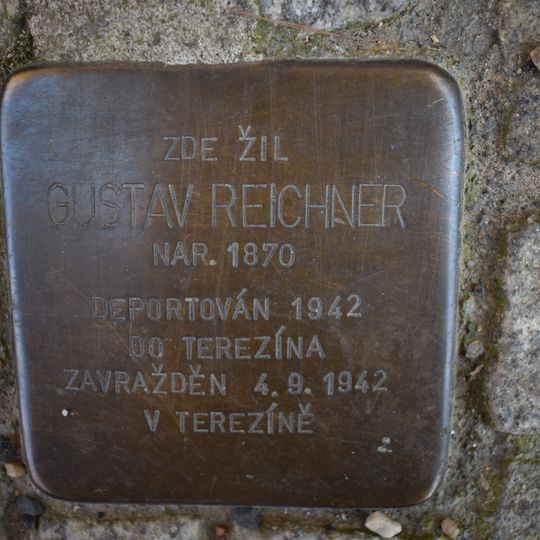 ZDE ŽIL
GUSTAV REICHNER
NAR. 1870
DEPORTOVÁN 1942
DO TEREZÍNA
ZAVRAŽDĚN 4.9.1942
V TEREZÍNĚ